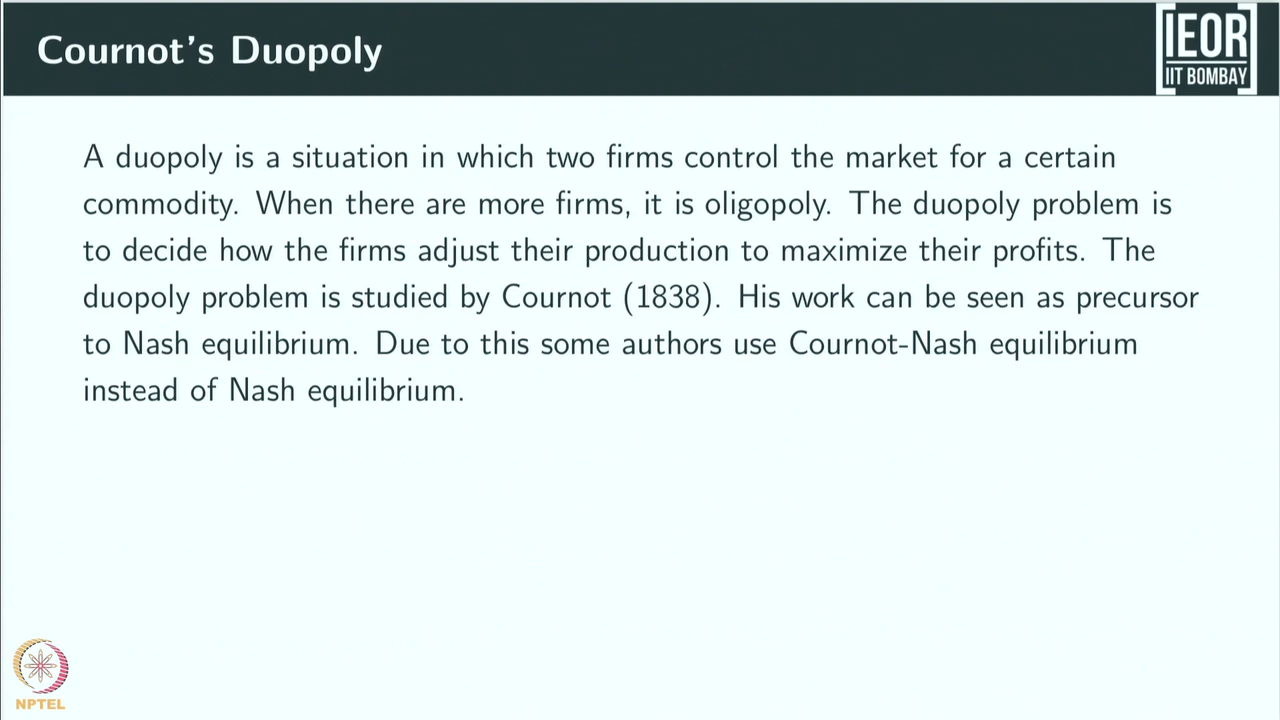 Cournot's Duopoly
IEOR
IIT BOMBAY
A duopoly is a situation in which two firms control the market for a certain
commodity. When there are more firms, it is oligopoly. The duopoly problem is
to decide how the firms adjust their production to maximize their profits. The
duopoly problem is studied by Cournot (1838). His work can be seen as precursor
to Nash equilibrium. Due to this some authors use Cournot-Nash equilibrium
instead of Nash equilibrium.
NPTEL